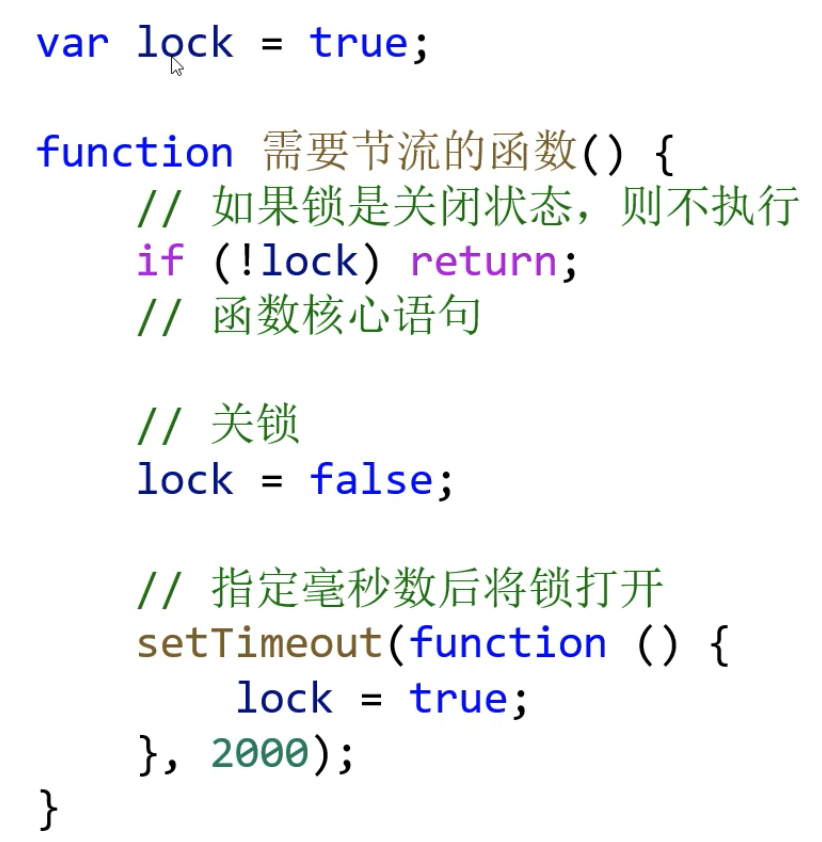 var lock = true;
function 需要节流的函数() {
    // 如果锁是关闭状态，则不执行
    if (!lock) return;
    // 函数核心语句
    // 关锁
    lock = false;
    // 指定毫秒数后将锁打开
    setTimeout(function () {
        lock = true;
    }, 2000);
}